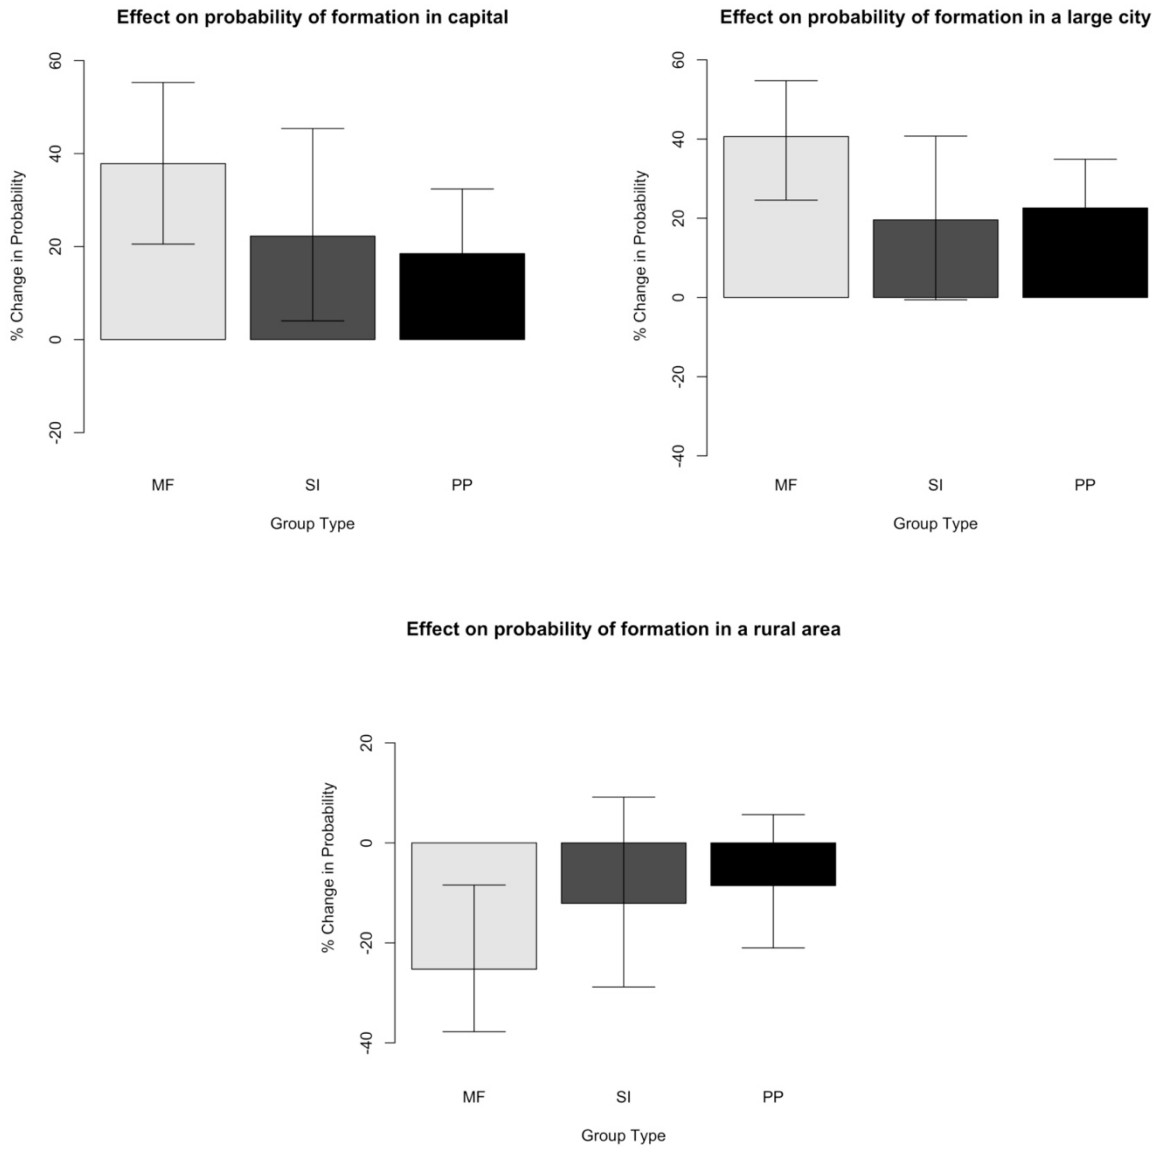 Effect on probability of formation in capital
% Change in Probability
60
40
20
0
-20
MF SI PP
Group Type
Effect on probability of formation in a large city
% Change in Probability
60
40
20
0
-20
-40
MF SI PP
Group Type
Effect on probability of formation in a rural area
% Change in Probability
20
0
-20
-40
MF SI PP
Group Type